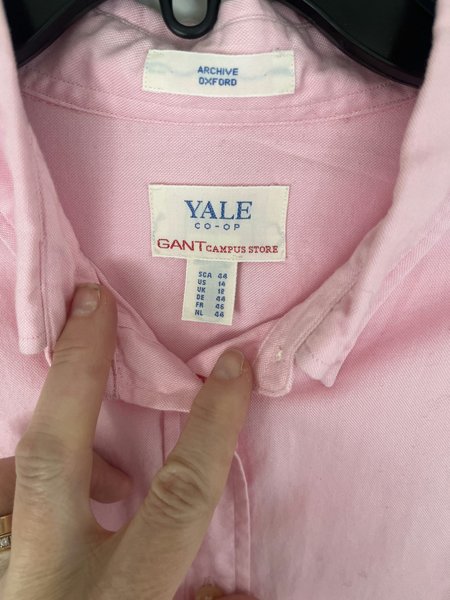 ARCHIVE
OXFORD
YALE
CO-OP
GANT CAMPUS STORE
SCA 44
US 14
UK 12
DE 44
FR 46
NL 44